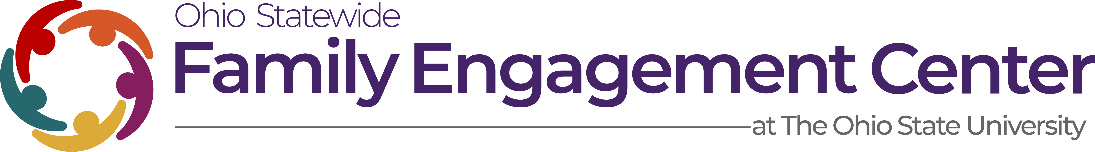 Ohio Statewide
Family Engagement Center
at The Ohio State University